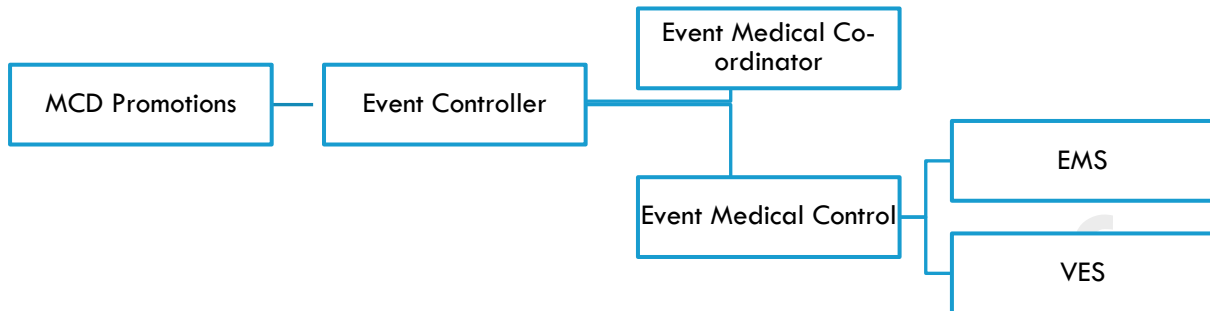 MCD Promotions
Event Controller
Event Medical Co-
ordinator
Event Medical Control
EMS
VES